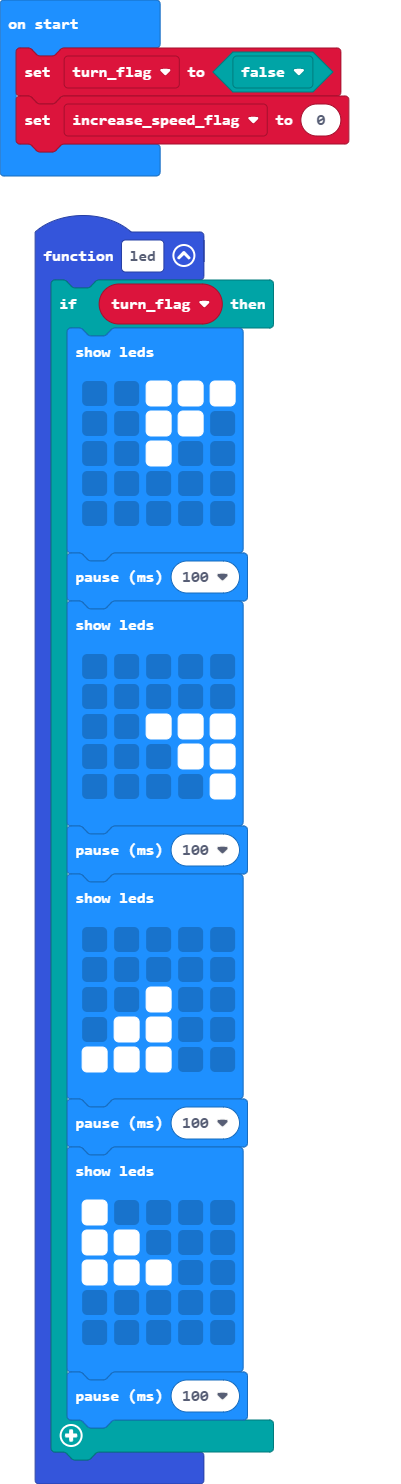 on start
set turn_flag to false
set increase_speed_flag to 0
function led
if turn_flag then
show leds
pause (ms) 100
show leds
pause (ms) 100
show leds
pause (ms) 100
show leds
pause (ms) 100